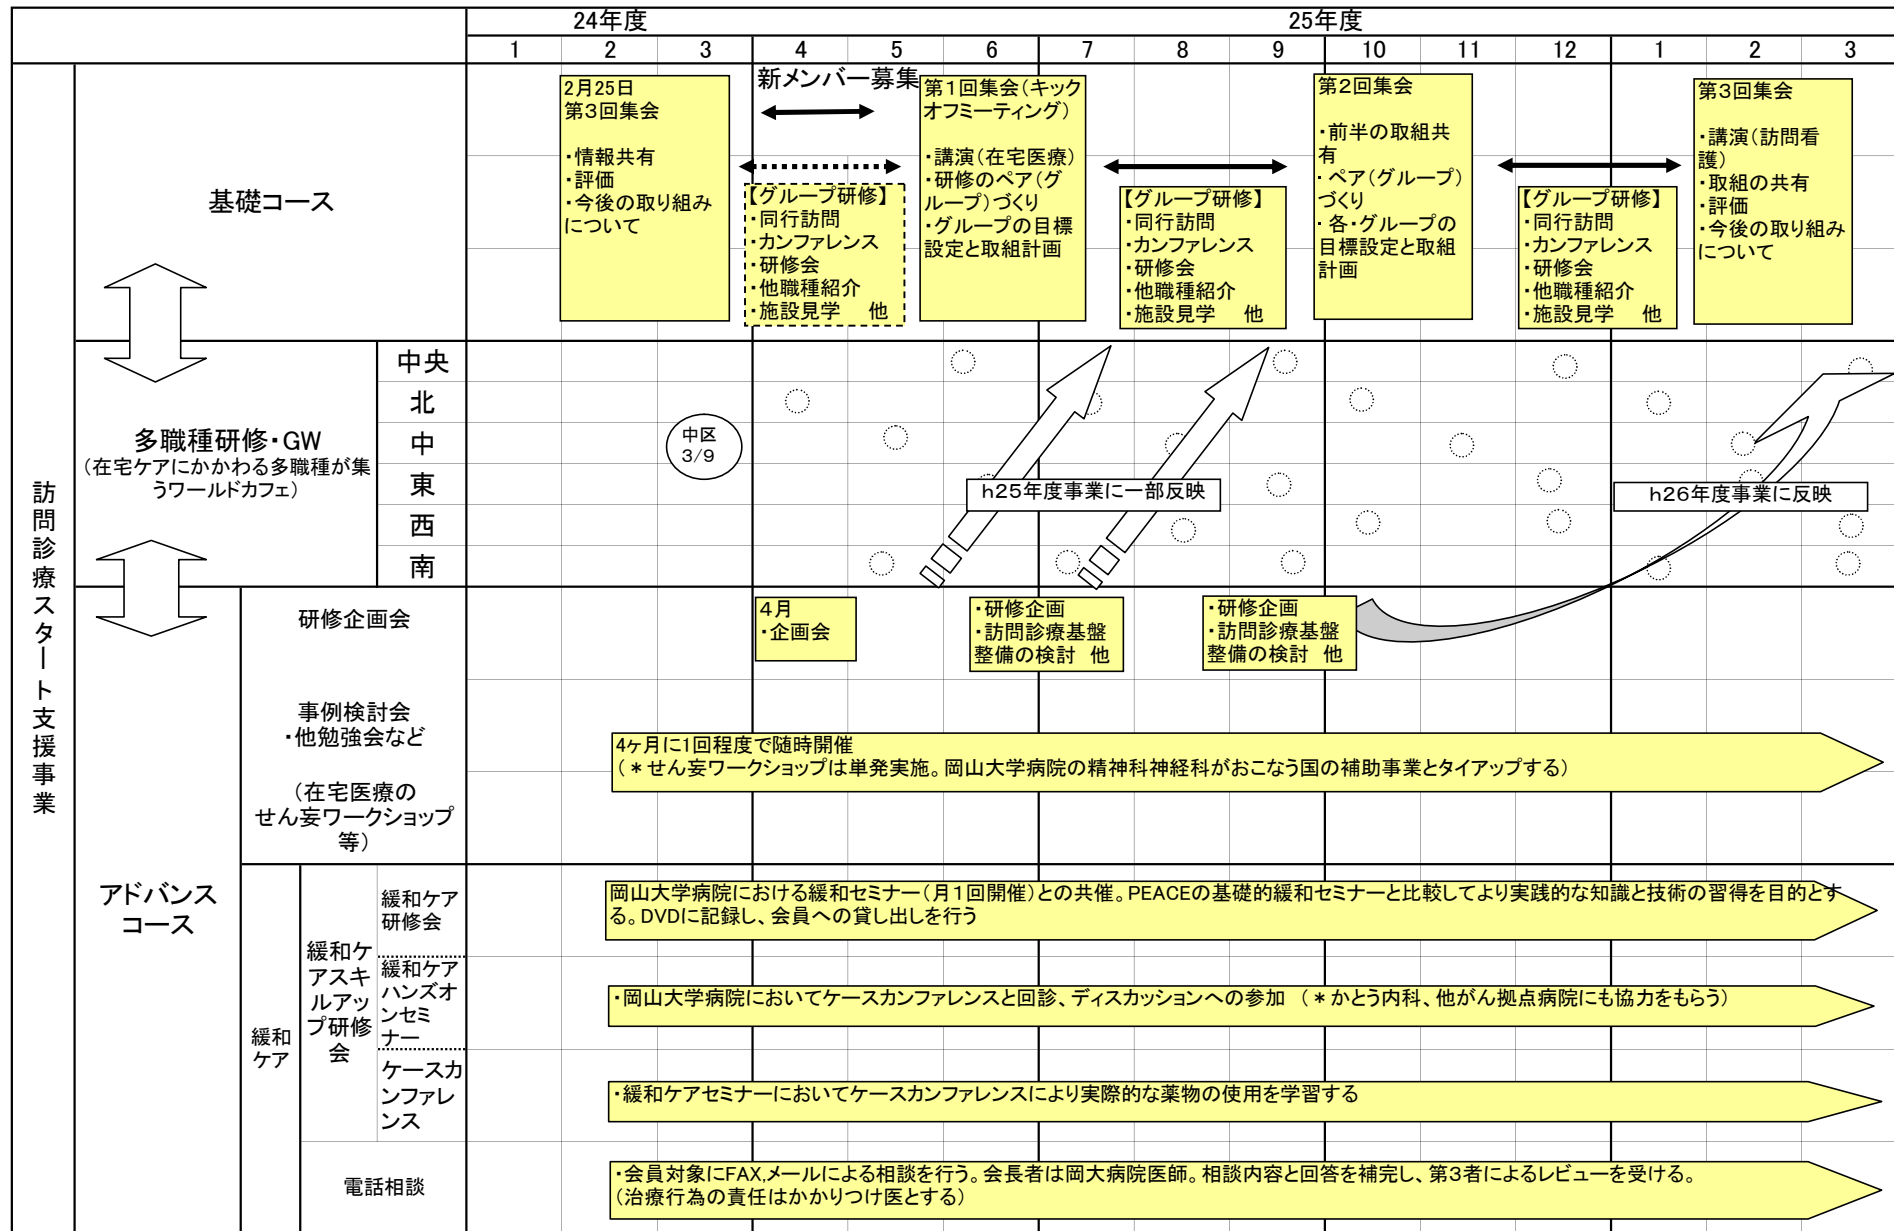 24年度
25年度
1 2 3 4 5 6 7 8 9 10 11 12 1 2 3
訪問診療スタート支援事業
基礎コース
2月25日
第3回集会
・情報共有
・評価
・今後の取り組み
について
新メンバー募集
【グループ研修】
・同行訪問
・カンファレンス
・研修会
・他職種紹介
・施設見学 他
第1回集会(キック
オフミーティング)
・講演(在宅医療)
・研修のペア(グ
ループ)づくり
・グループの目標
設定と取組計画
【グループ研修】
・同行訪問
・カンファレンス
・研修会
・他職種紹介
・施設見学 他
第2回集会
・前半の取組共
有
・ペア(グループ)
づくり
・各・グループの
目標設定と取組
計画
【グループ研修】
・同行訪問
・カンファレンス
・研修会
・他職種紹介
・施設見学 他
第3回集会
・講演(訪問看
護)
・取組の共有
・評価
・今後の取り組み
について
多職種研修・GW
(在宅ケアにかかわる多職種が集
うワールドカフェ)
中央
北
中
東
西
南
中区
3/9
h25年度事業に一部反映
h26年度事業に反映
アドバンス
コース
研修企画会
4月
・企画会
・研修企画
・訪問診療基盤
整備の検討 他
・研修企画
・訪問診療基盤
整備の検討 他
事例検討会
・他勉強会など
(在宅医療の
せん妄ワークショップ
等)
4ヶ月に1回程度で随時開催
(*せん妄ワークショップは単発実施。岡山大学病院の精神科神経科がおこなう国の補助事業とタイアップする)
緩和
ケア
緩和ケ
アスキ
ルアッ
プ研修
会
緩和ケア
研修会
岡山大学病院における緩和セミナー(月1回開催)との共催。PEACEの基礎的緩和セミナーと比較してより実践的な知識と技術の習得を目的とす
る。DVDに記録し、会員への貸し出しを行う
緩和ケア
ハンズオ
ンセミ
ナー
・岡山大学病院においてケースカンファレンスと回診、ディスカッションへの参加 (*かとう内科、他がん拠点病院にも協力をもらう)
ケースカ
ンファレ
ンス
・緩和ケアセミナーにおいてケースカンファレンスにより実際的な薬物の使用を学習する
電話相談
・会員対象にFAX,メールによる相談を行う。会長者は岡大病院医師。相談内容と回答を補完し、第3者によるレビューを受ける。
(治療行為の責任はかかりつけ医とする)